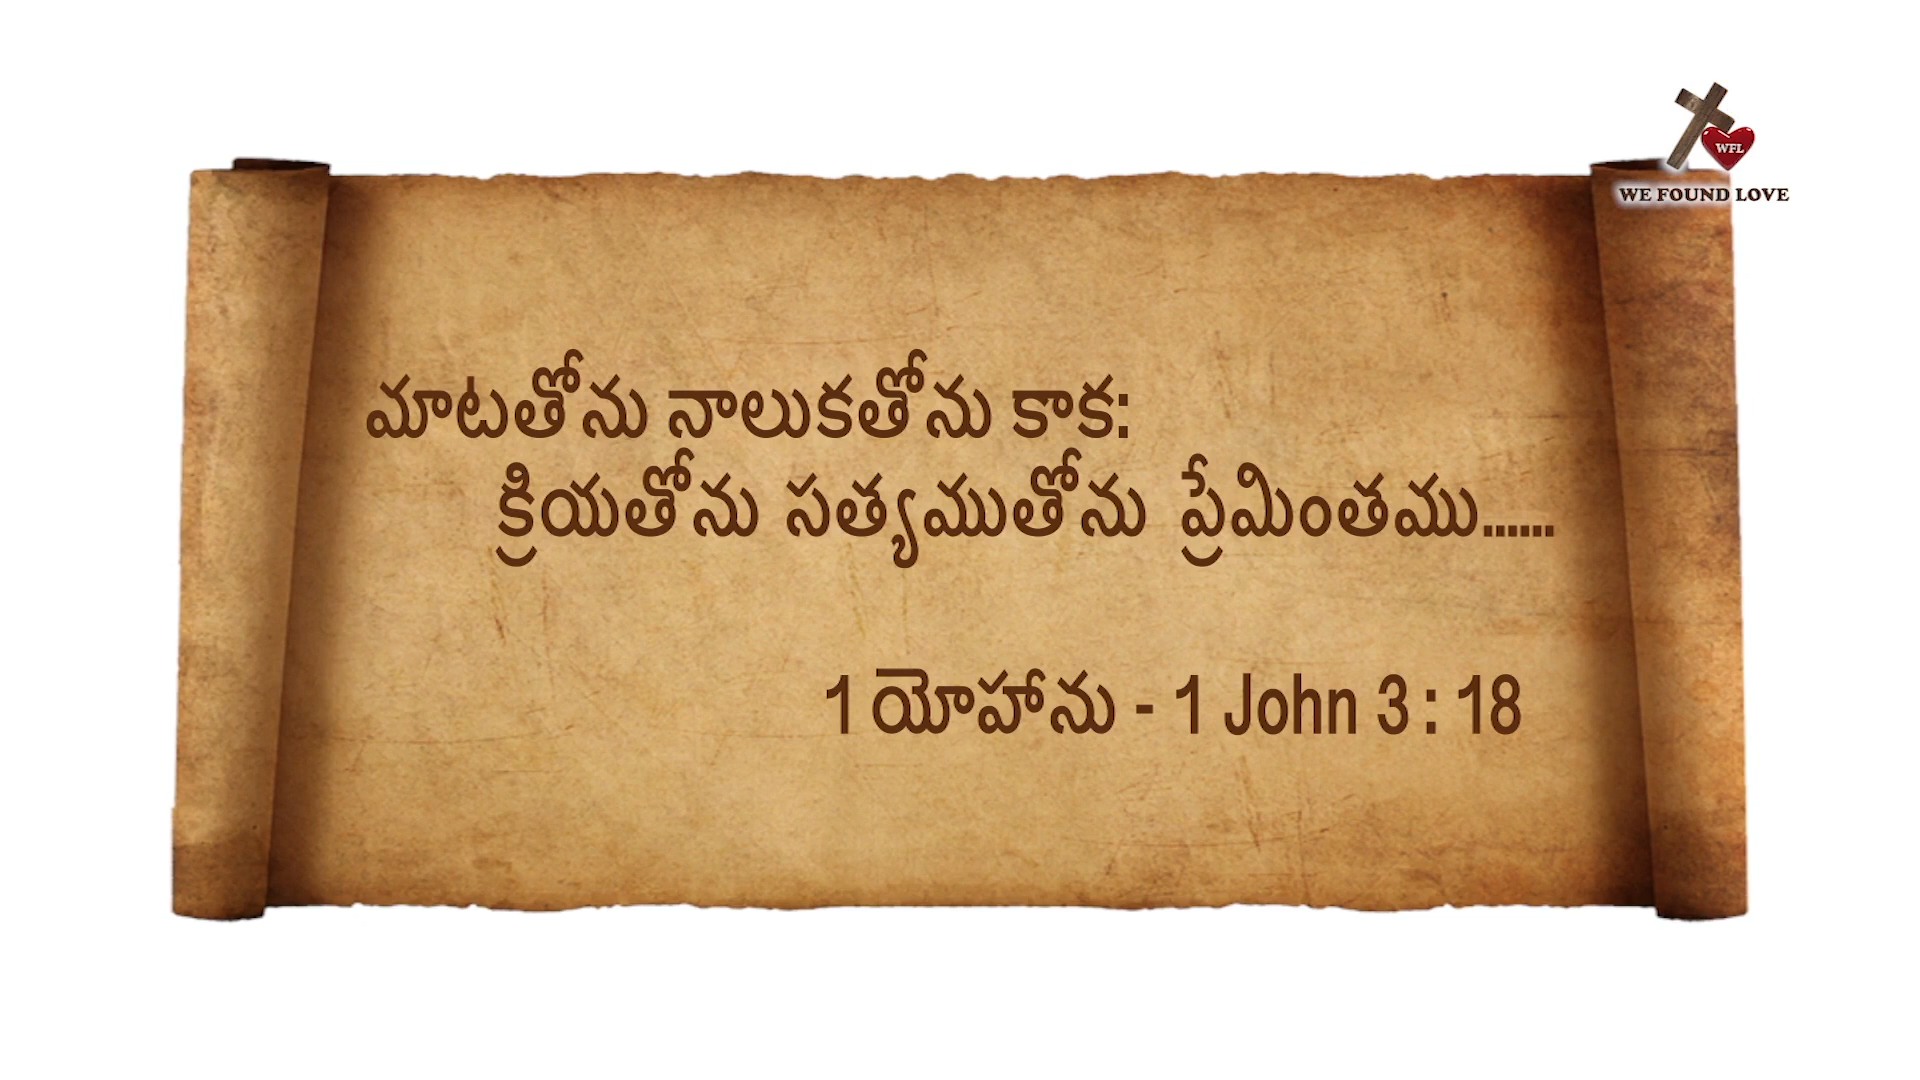 WFL
WE FOUND LOVE
మాటతోను నాలుకతోను కాక:
క్రియతోను సత్యముతోను ప్రేమింతము......
1 యోహాను - 1 John 3 : 18